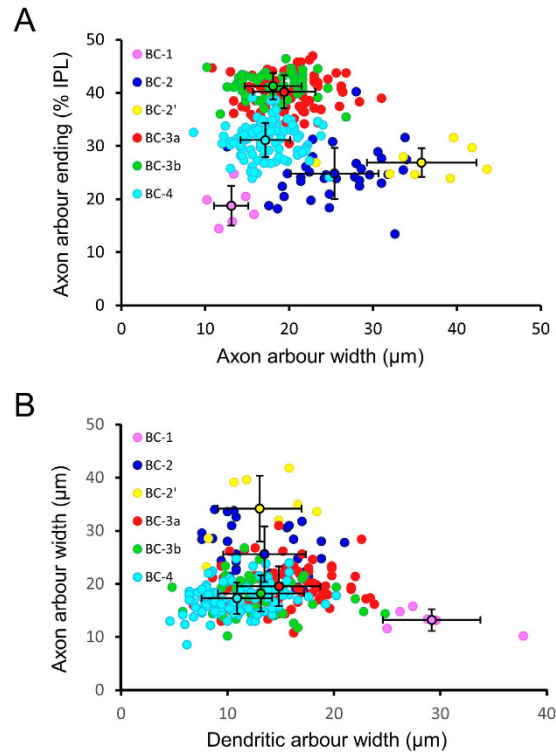 A
50
40
30
20
10
0
Axon arbour ending (% IPL)
BC-1
BC-2
BC-2'
BC-3a
BC-3b
BC-4
0 10 20 30 40 50
Axon arbour width (µm)
B
50
40
30
20
10
0
Axon arbour width (µm)
BC-1
BC-2
BC-2'
BC-3a
BC-3b
BC-4
0 10 20 30 40
Dendritic arbour width (µm)